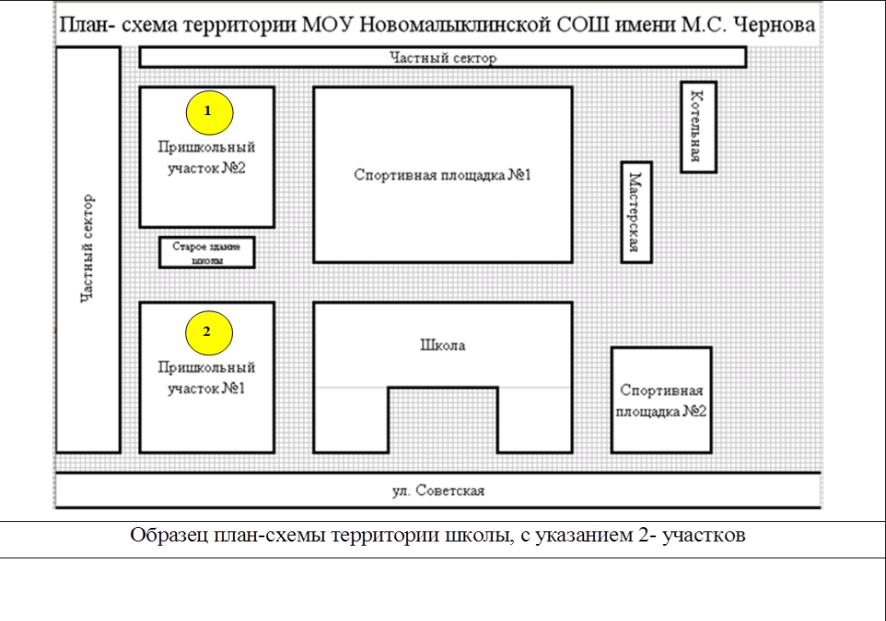 План- схема территории МОУ Новомалыклинской СОШ имени М.С. Чернова
Частный сектор
Частный сектор
1
Пришкольный
участок №2
Спортивная площадка №1
Котельная
Мастерская
Старое здание
школы
2
Пришкольный
участок №1
Школа
Спортивная
площадка №2
ул. Советская
Образец план-схемы территории школы, с указанием 2- участков